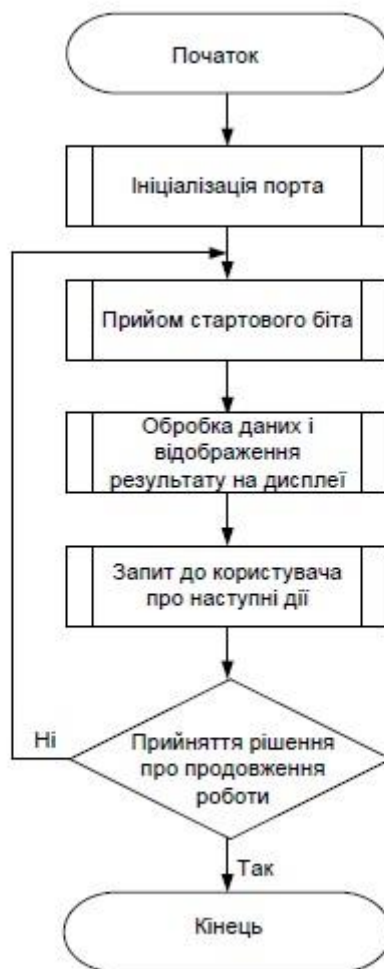 Початок
Ініціалізація порта
Прийом стартового біта
Обробка даних і
відображення
результату на дисплеї
Запит до користувача
про наступні дії
Ні
Прийняття рішення
про продовження
роботи
Так
Кінець